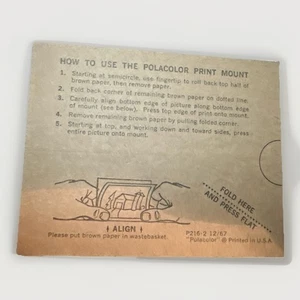 HOW TO USE THE POLACOLOR PRINT MOUNT
1. Starting at semicircle, use fingertip to roll back top half of
brown paper, then remove paper.
2. Fold back corner of remaining brown paper on dotted line.
3. Carefully align bottom edge of picture along bottom edge
of mount (see below). Press top edge of print onto mount.
4. Remove remaining brown paper by pulling folded corner.
5. Starting at top, and working down and toward sides, press
entire picture onto mount.
FOLD HERE
AND PRESS FLAT
ALIGN
Please put brown paper in wastebasket.
P216-2 12/67
"Polacolor" ® Printed in U.S.A